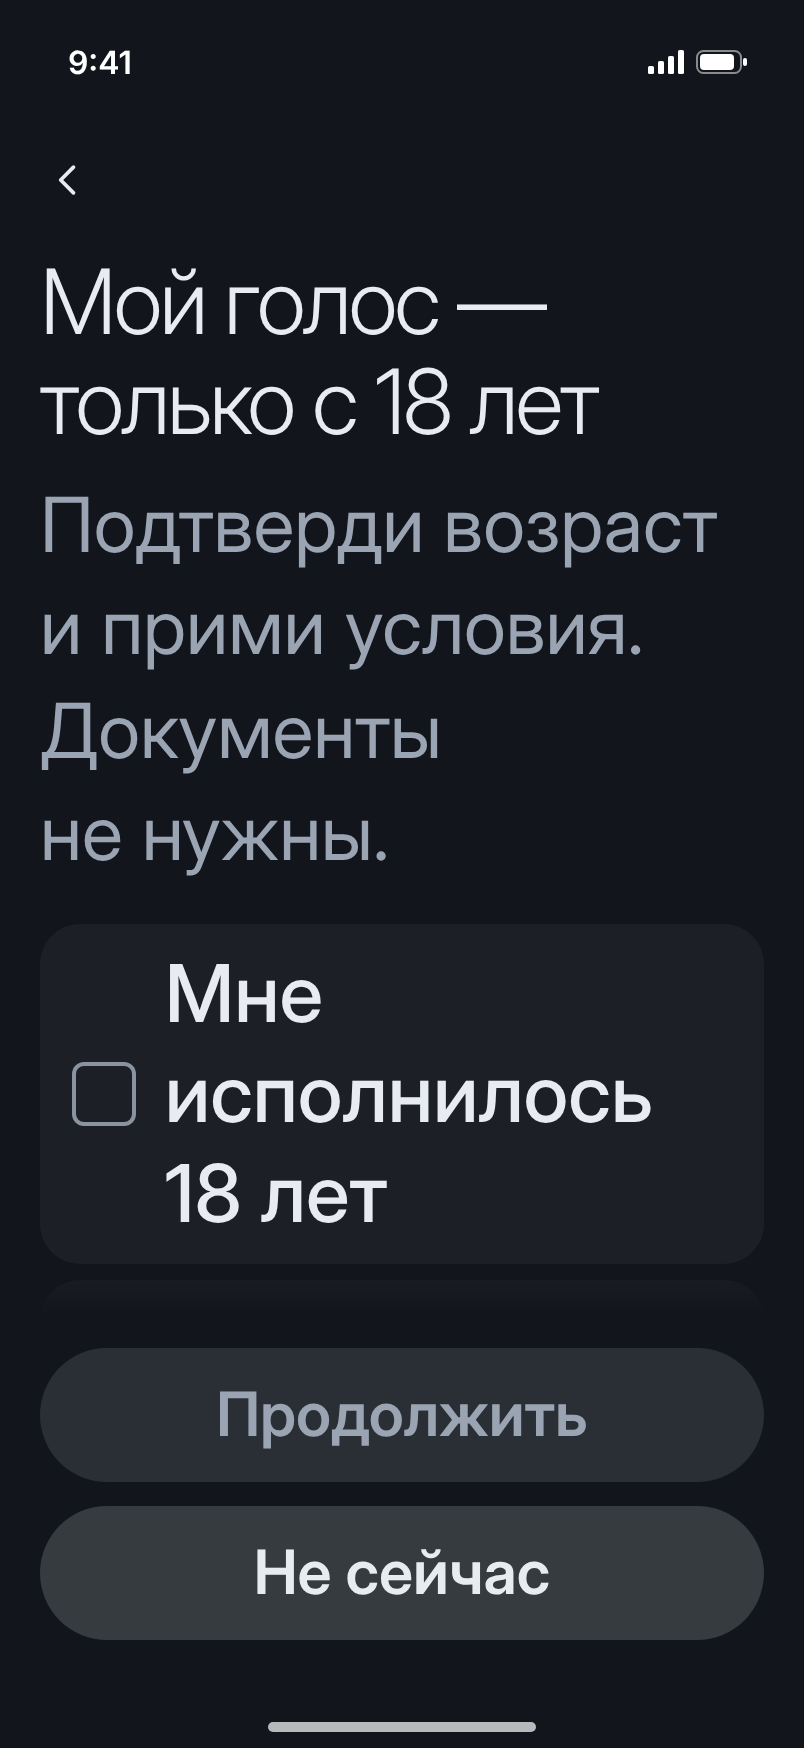 9:41
Мой голос —
только с 18 лет
Подтверди возраст
и прими условия.
Документы
не нужны.
Мне
исполнилось
18 лет
Продолжить
Не сейчас